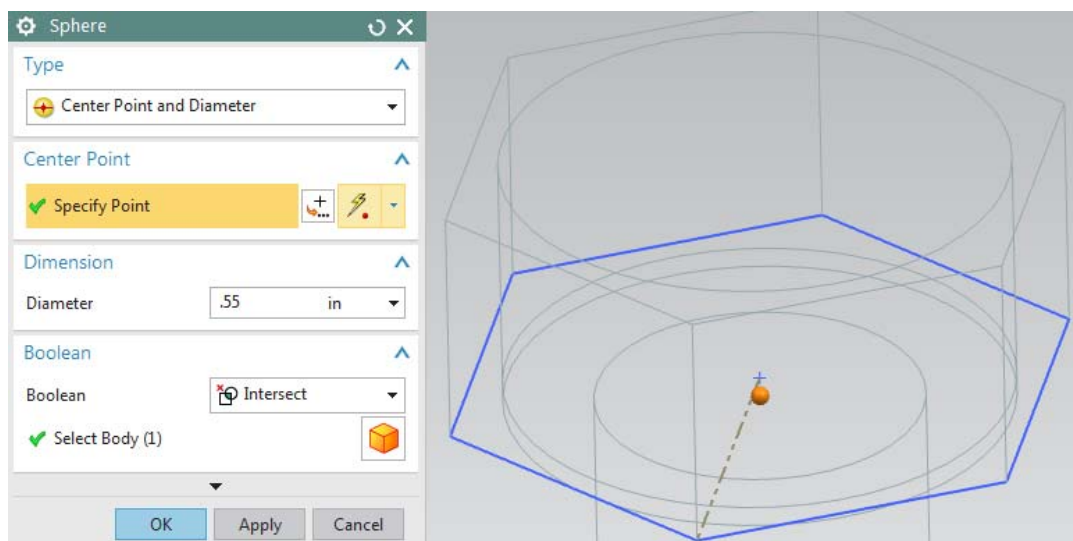 Sphere
Type
Center Point and Diameter
Center Point
Specify Point
Dimension
Diameter .55 in
Boolean
Boolean Intersect
Select Body (1)
OK Apply Cancel